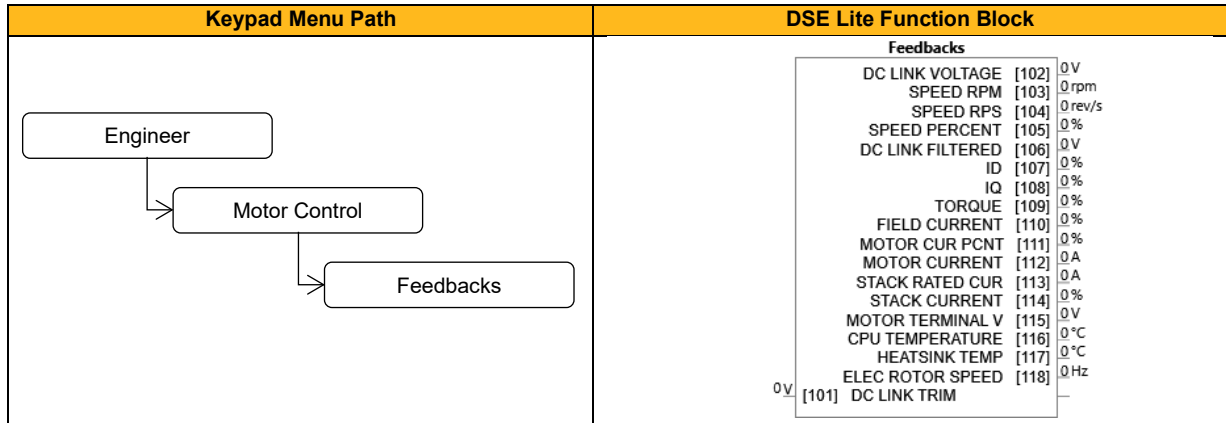 Keypad Menu Path
DSE Lite Function Block
Engineer
Motor Control
Feedbacks
Feedbacks
DC LINK VOLTAGE [102] 0 V
SPEED RPM [103] 0 rpm
SPEED RPS [104] 0 rev/s
SPEED PERCENT [105] 0 %
DC LINK FILTERED [106] 0 V
ID [107] 0 %
IQ [108] 0 %
TORQUE [109] 0 %
FIELD CURRENT [110] 0 %
MOTOR CUR PCNT [111] 0 %
MOTOR CURRENT [112] 0 A
STACK RATED CUR [113] 0 A
STACK CURRENT [114] 0 %
MOTOR TERMINAL V [115] 0 V
CPU TEMPERATURE [116] 0 °C
HEATSINK TEMP [117] 0 °C
ELEC ROTOR SPEED [118] 0 Hz
0 V [101] DC LINK TRIM